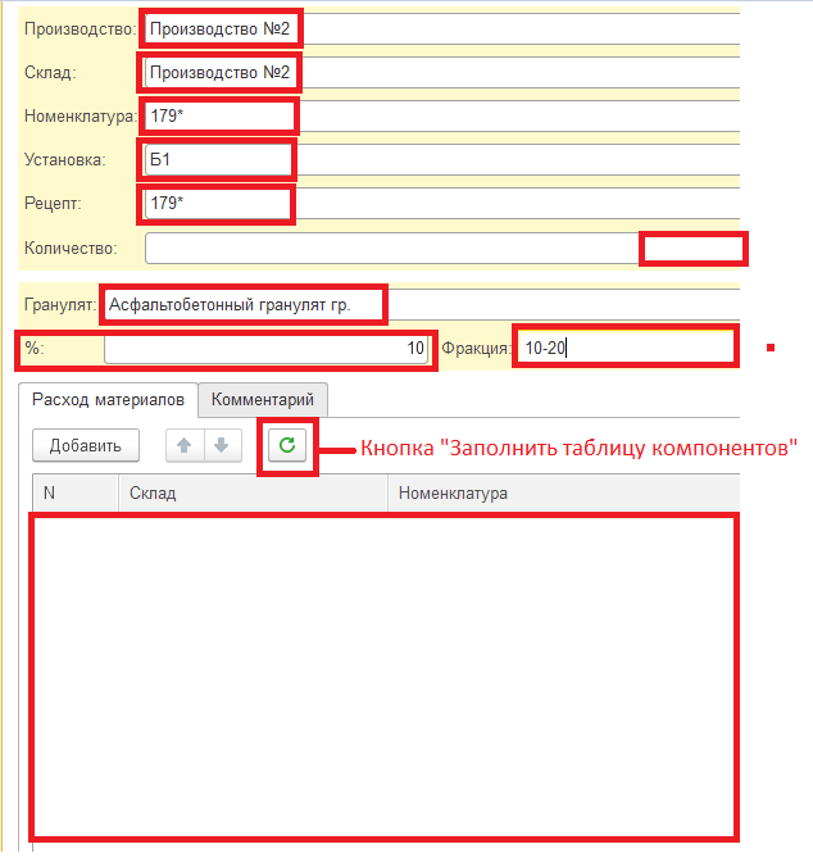 Производство: Производство №2
Склад: Производство №2
Номенклатура: 179*
Установка: Б1
Рецепт: 179*
Количество:
Гранулят: Асфальтобетонный гранулят гр.
%: 10 Фракция: 10-20
Расход материалов Комментарий
Добавить Кнопка "Заполнить таблицу компонентов"
N Склад Номенклатура